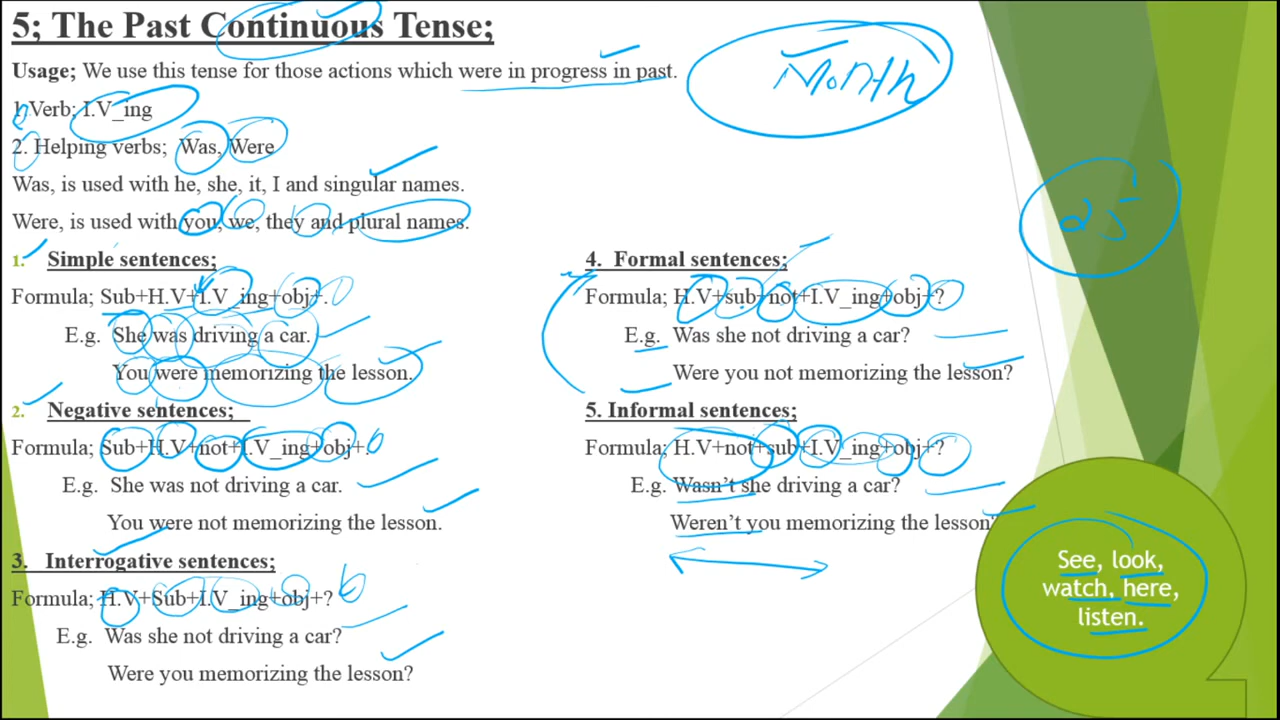 5; The Past Continuous Tense;
Usage; We use this tense for those actions which were in progress in past.
Month
1.Verb; I.V_ing
2. Helping verbs; Was, Were
Was, is used with he, she, it, I and singular names.
Were, is used with you, we, they and plural names.
25
1. Simple sentences;
Formula; Sub+H.V+I.V_ing+obj+.
E.g. She was driving a car.
You were memorizing the lesson.
2. Negative sentences;
Formula; Sub+H.V+not+I.V_ing+obj+.
E.g. She was not driving a car.
You were not memorizing the lesson.
3. Interrogative sentences;
Formula; H.V+Sub+I.V_ing+obj+?
E.g. Was she not driving a car?
Were you memorizing the lesson?
4. Formal sentences;
Formula; H.V+sub+not+I.V_ing+obj+?
E.g. Was she not driving a car?
Were you not memorizing the lesson?
5. Informal sentences;
Formula; H.V+not+sub+I.V_ing+obj+?
E.g. Wasn't she driving a car?
Weren't you memorizing the lesson?
See, look,
watch, here,
listen.